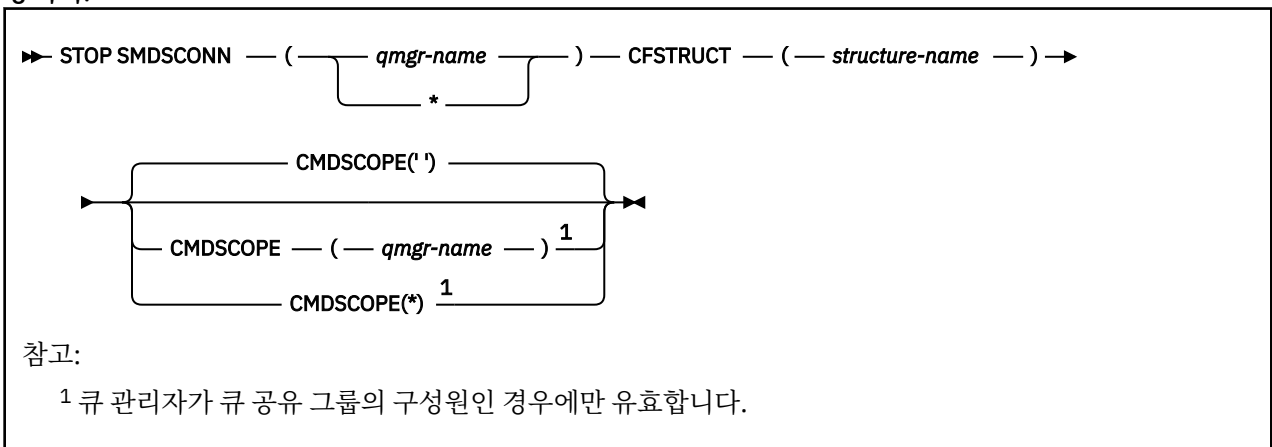 STOP SMDSCONN ( qmgr-name ) CFSTRUCT ( structure-name )
*
CMDSCOPE(' ')
CMDSCOPE ( qmgr-name ) 1
CMDSCOPE(*) 1
참고:
1 큐 관리자가 큐 공유 그룹의 구성원인 경우에만 유효합니다.